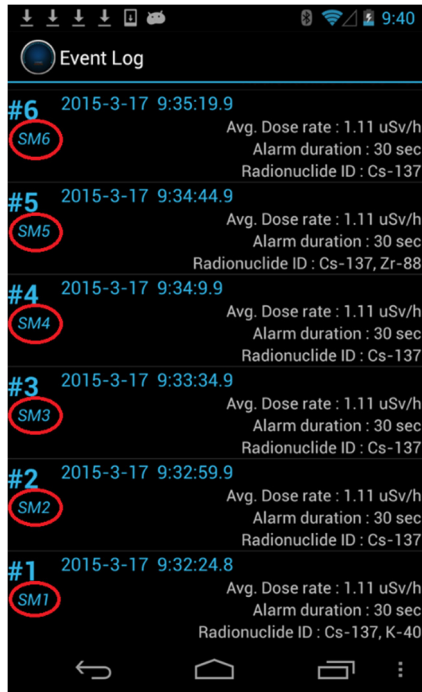 9:40
Event Log
#6 2015-3-17 9:35:19.9
SM6
Avg. Dose rate : 1.11 uSv/h
Alarm duration : 30 sec
Radionuclide ID : Cs-137
#5 2015-3-17 9:34:44.9
SM5
Avg. Dose rate : 1.11 uSv/h
Alarm duration : 30 sec
Radionuclide ID : Cs-137, Zr-88
#4 2015-3-17 9:34:9.9
SM4
Avg. Dose rate : 1.11 uSv/h
Alarm duration : 30 sec
Radionuclide ID : Cs-137
#3 2015-3-17 9:33:34.9
SM3
Avg. Dose rate : 1.11 uSv/h
Alarm duration : 30 sec
Radionuclide ID : Cs-137
#2 2015-3-17 9:32:59.9
SM2
Avg. Dose rate : 1.11 uSv/h
Alarm duration : 30 sec
Radionuclide ID : Cs-137
#1 2015-3-17 9:32:24.8
SM1
Avg. Dose rate : 1.11 uSv/h
Alarm duration : 30 sec
Radionuclide ID : Cs-137, K-40